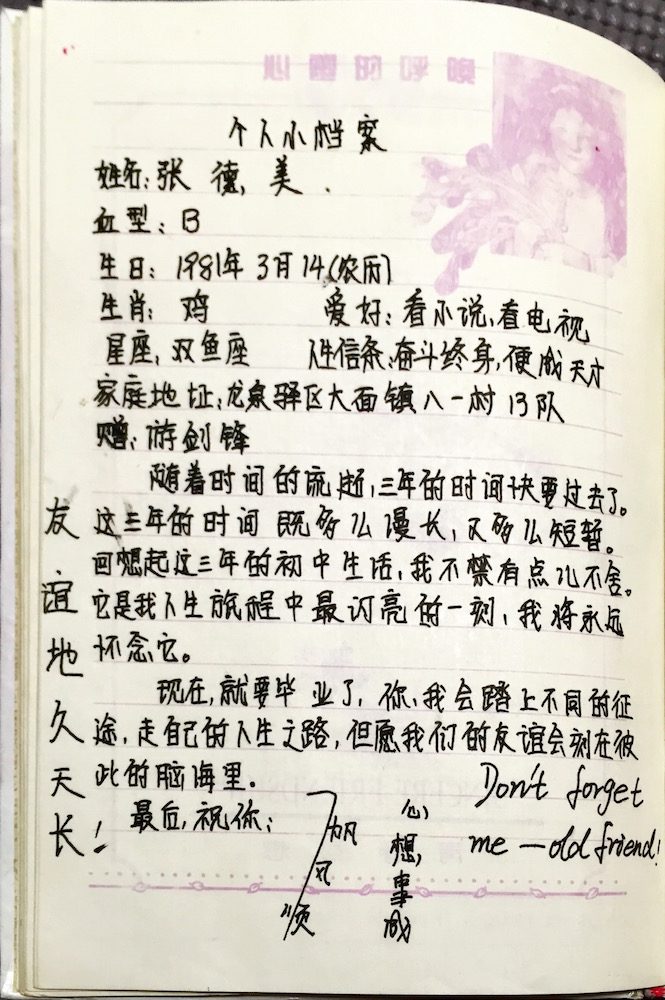 个人小档案
姓名:张 德 美.
血型:B
生日: 1981年3月14(农历)
生肖: 鸡 爱好:看小说,看电视
星座:双鱼座 人生信条:奋斗终身,便成天才
家庭地址:龙泉驿区大面镇八一村13队
赠:游剑锋
随着时间的流逝,三年的时间快要过去了。
这三年的时间既多么漫长,又多么短暂。
回想起这三年的初中生活,我不禁有点儿不舍。
它是我人生旅程中最闪亮的一刻,我将永远
怀念它。
现在,就要毕业了,你、我会踏上不同的征
途,走自己的人生之路,但愿我们的友谊会刻在彼
此的脑海里。
最后,祝你:
一帆风顺
心想事成
Don't forget
me —old friend!
友谊地久天长!